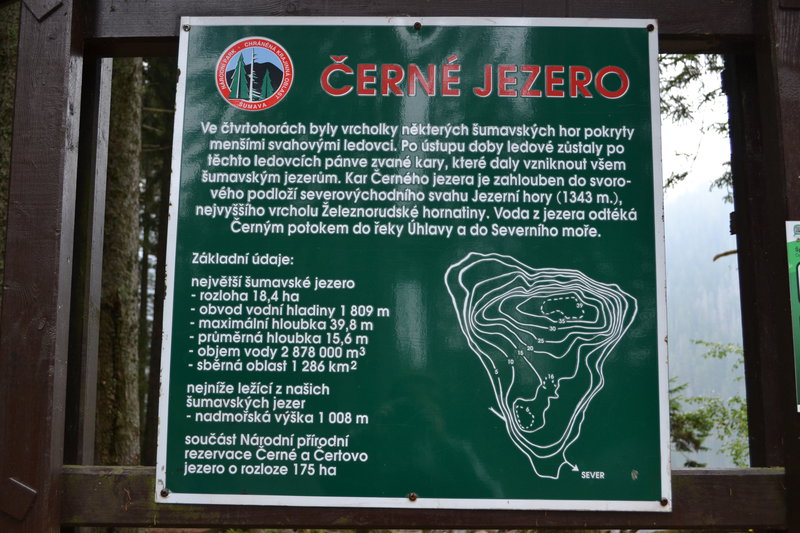 NÁRODNÍ PARK • CHRÁNĚNÁ KRAJINNÁ OBLAST
ŠUMAVA
ČERNÉ JEZERO
Ve čtvrtohorách byly vrcholky některých šumavských hor pokryty
menšími svahovými ledovci. Po ústupu doby ledové zůstaly po
těchto ledovcích pánve zvané kary, které daly vzniknout všem
šumavským jezerům. Kar Černého jezera je zahlouben do svoro-
vého podloží severovýchodního svahu Jezerní hory (1343 m.),
nejvyššího vrcholu Železnorudské hornatiny. Voda z jezera odtéká
Černým potokem do řeky Úhlavy a do Severního moře.
Základní údaje:
největší šumavské jezero
- rozloha 18,4 ha
- obvod vodní hladiny 1 809 m
- maximální hloubka 39,8 m
- průměrná hloubka 15,6 m
- objem vody 2 878 000 m³
- sběrná oblast 1 286 km²
nejníže ležící z našich
šumavských jezer
- nadmořská výška 1 008 m
součást Národní přírodní
rezervace Černé a Čertovo
jezero o rozloze 175 ha
39
35
30
25
20
15
16
10
5
6
SEVER